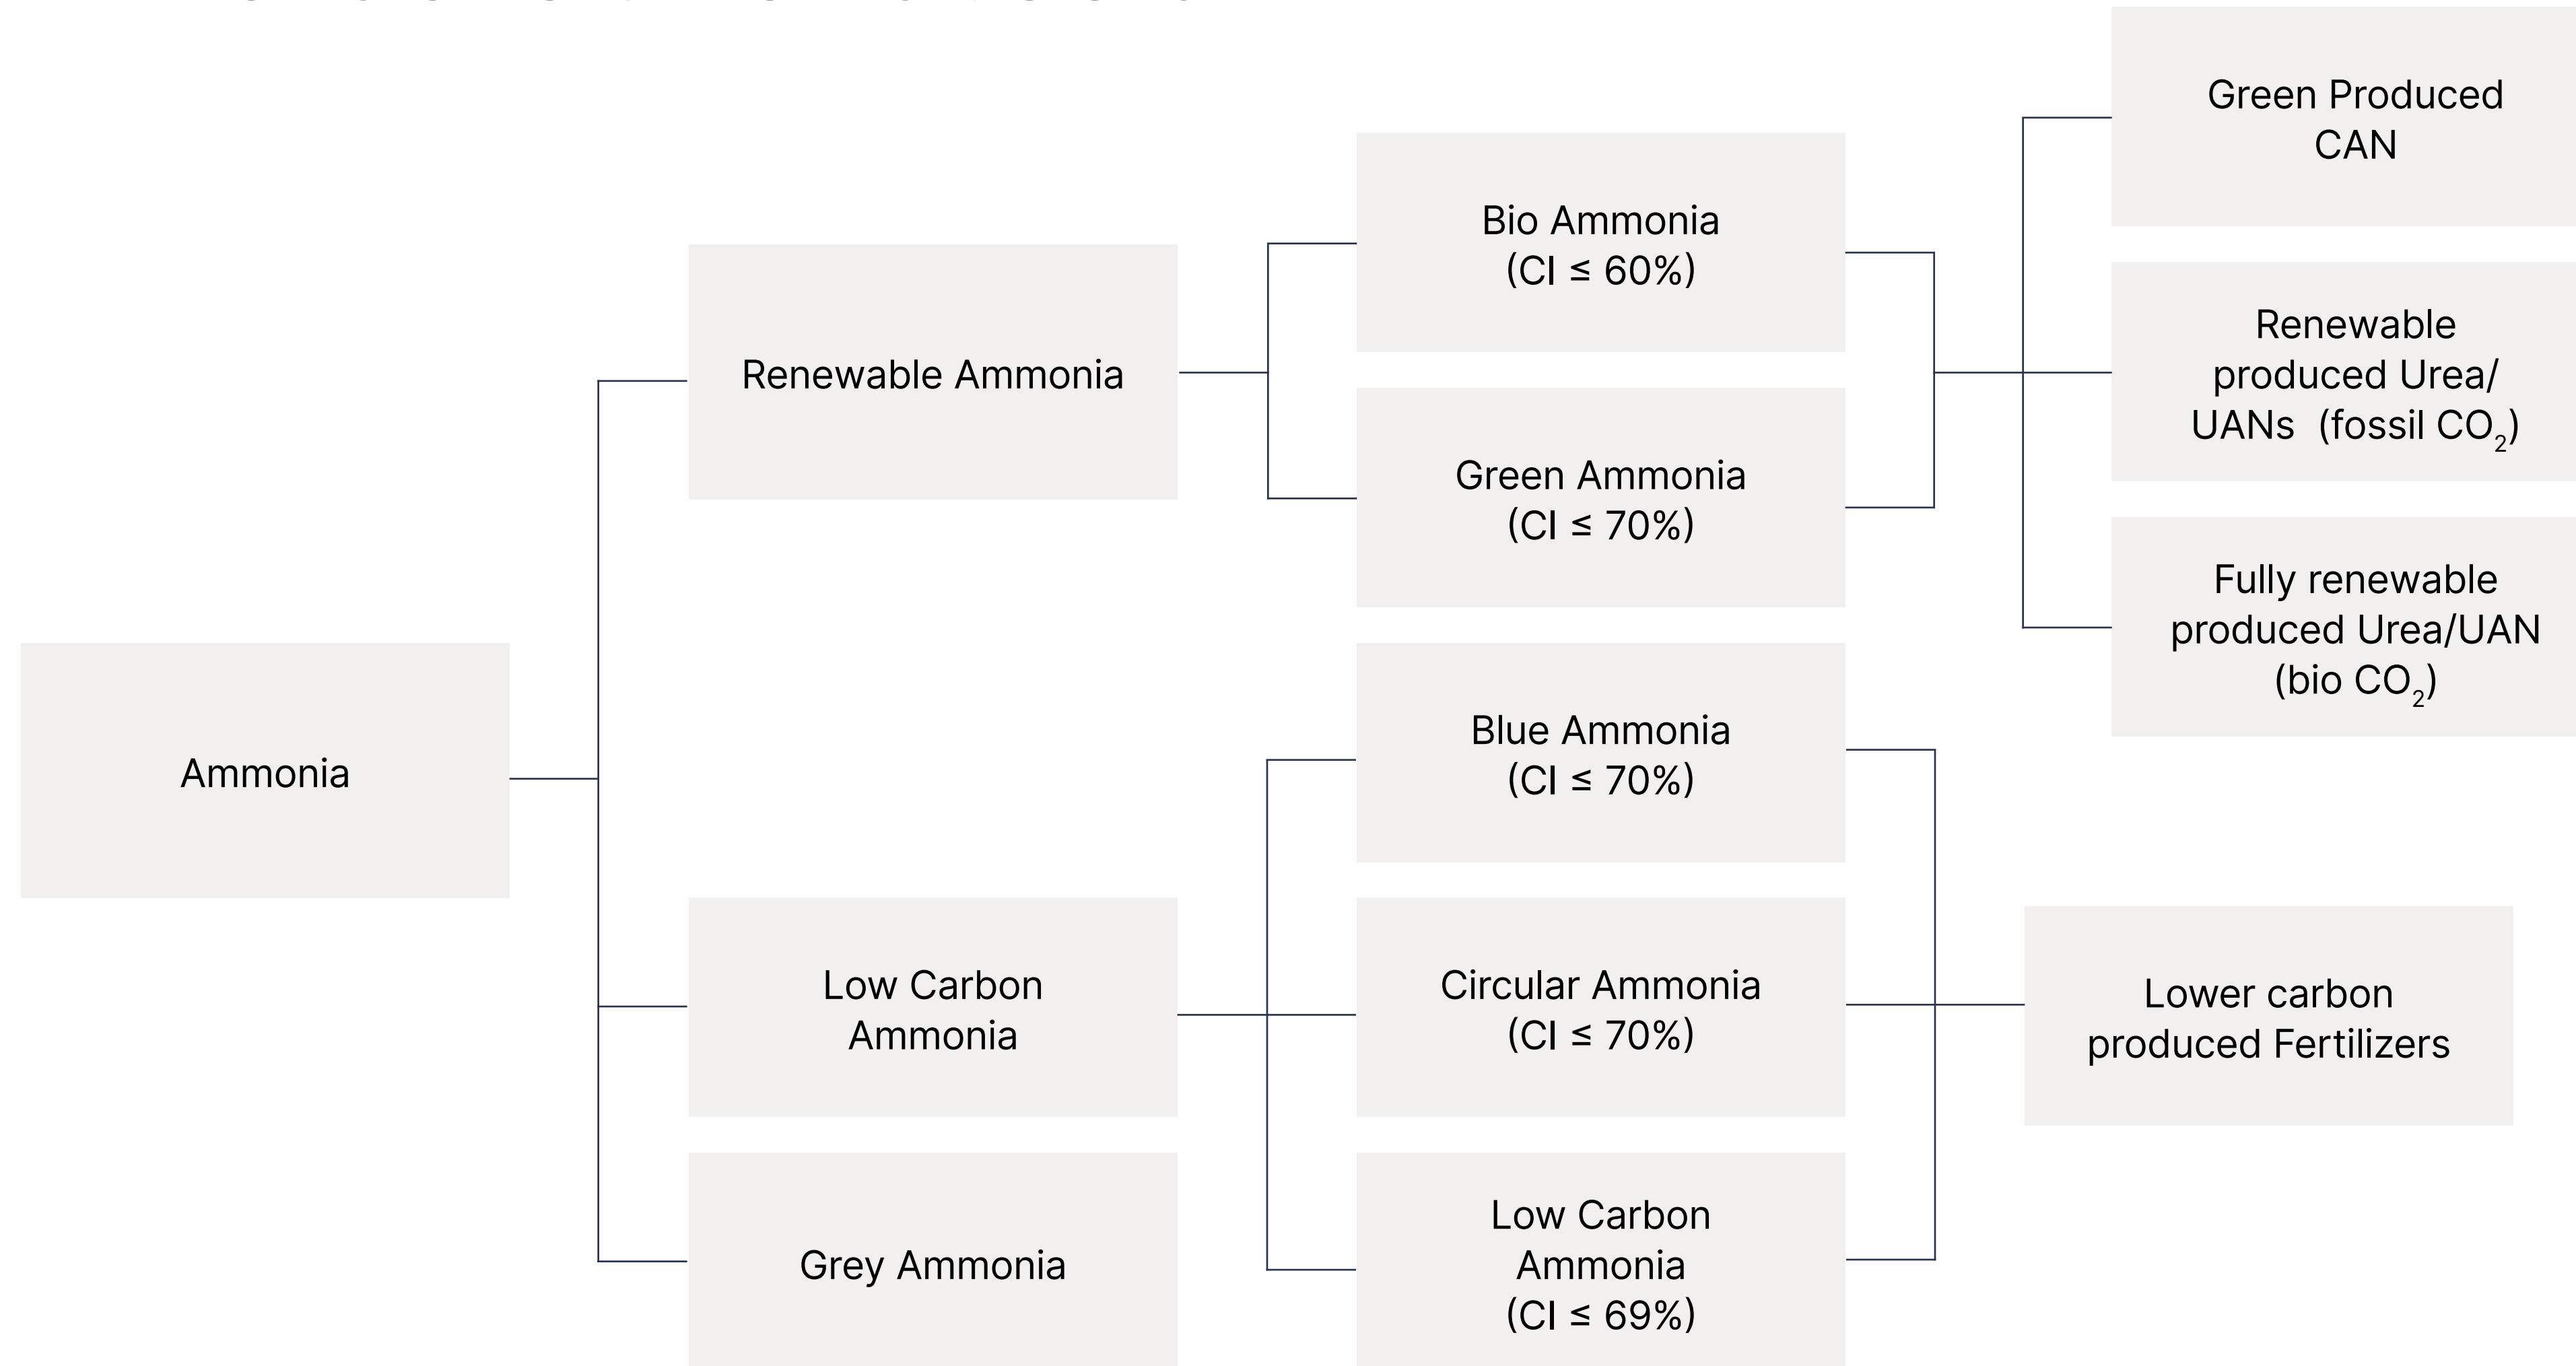 Ammonia
Renewable Ammonia
Low Carbon
Ammonia
Grey Ammonia
Bio Ammonia
(CI ≤ 60%)
Green Ammonia
(CI ≤ 70%)
Blue Ammonia
(CI ≤ 70%)
Circular Ammonia
(CI ≤ 70%)
Low Carbon
Ammonia
(CI ≤ 69%)
Green Produced
CAN
Renewable
produced Urea/
UANs (fossil CO₂)
Fully renewable
produced Urea/UAN
(bio CO₂)
Lower carbon
produced Fertilizers